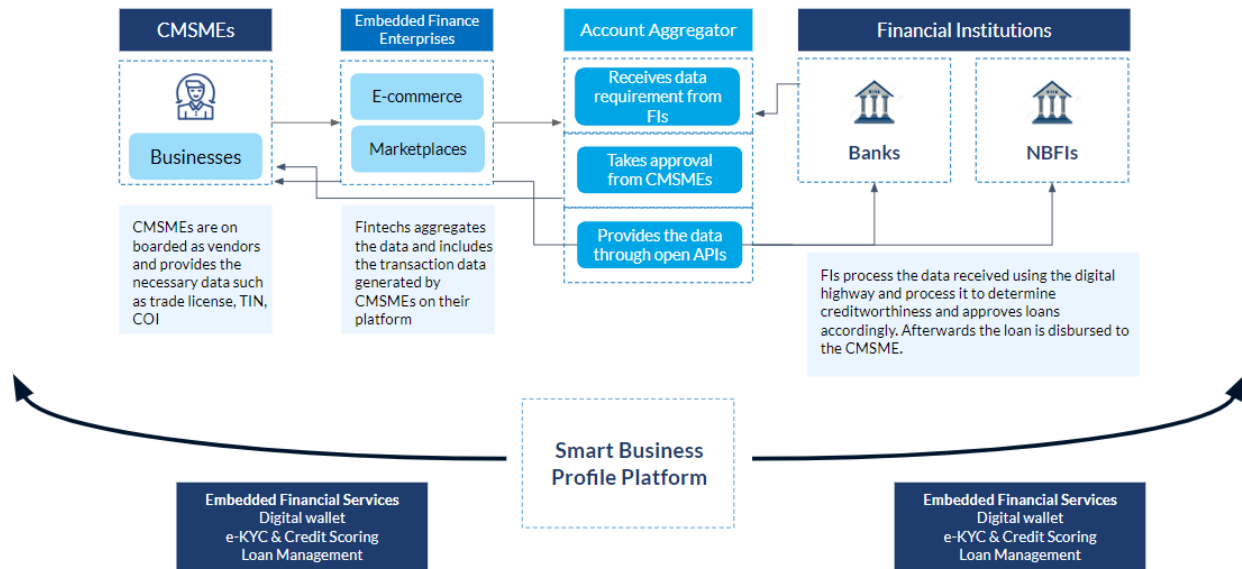 CMSMEs
Embedded Finance
Enterprises
Account Aggregator
Financial Institutions
Businesses
E-commerce
Marketplaces
Receives data
requirement from
FIs
Takes approval
from CMSMEs
Provides the data
through open APIs
Banks
NBFIs
CMSMEs are on
boarded as vendors
and provides the
necessary data such
as trade license, TIN,
COI
Fintechs aggregates
the data and includes
the transaction data
generated by
CMSMEs on their
platform
FIs process the data received using the digital
highway and process it to determine
creditworthiness and approves loans
accordingly. Afterwards the loan is disbursed to
the CMSME.
Smart Business
Profile Platform
Embedded Financial Services
Digital wallet
e-KYC & Credit Scoring
Loan Management
Embedded Financial Services
Digital wallet
e-KYC & Credit Scoring
Loan Management